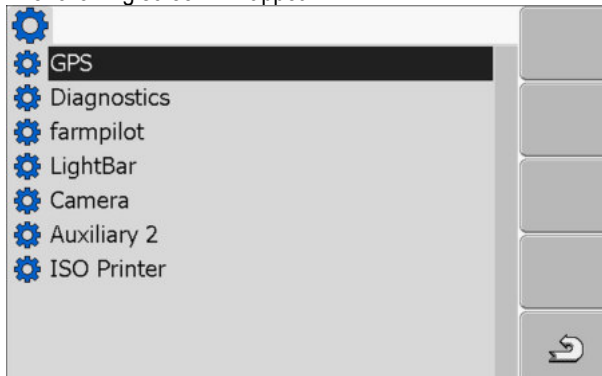 GPS
Diagnostics
farmpilot
LightBar
Camera
Auxiliary 2
ISO Printer